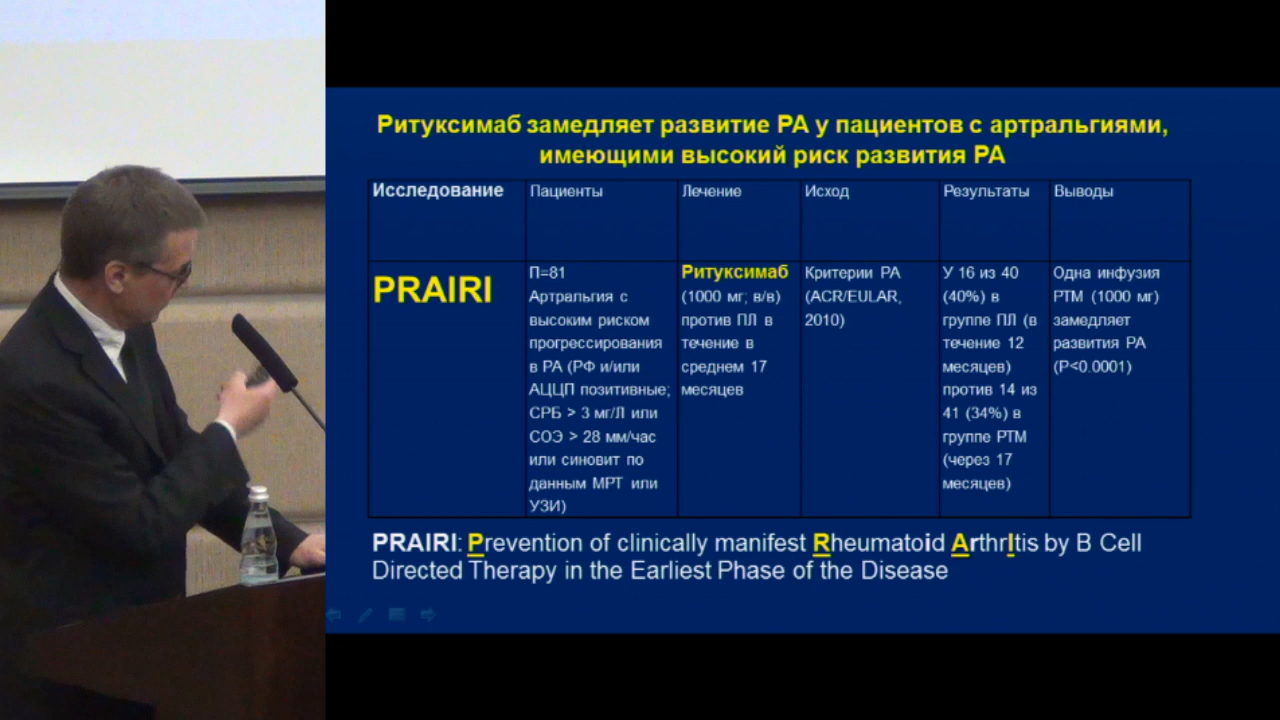 Ритуксимаб замедляет развитие РА у пациентов с артральгиями,
имеющими высокий риск развития РА
Исследование
Пациенты
Лечение
Исход
Результаты
Выводы
PRAIRI
П=81
Артральгия с
высоким риском
прогрессирования
в РА (РФ и/или
АЦЦП позитивные;
СРБ > 3 мг/Л или
СОЭ > 28 мм/час
или синовит по
данным МРТ или
УЗИ)
Ритуксимаб
(1000 мг; в/в)
против ПЛ в
течение в
среднем 17
месяцев
Критерии РА
(ACR/EULAR,
2010)
У 16 из 40
(40%) в
группе ПЛ (в
течение 12
месяцев)
против 14 из
41 (34%) в
группе РТМ
(через 17
месяцев)
Одна инфузия
РТМ (1000 мг)
замедляет
развития РА
(P<0.0001)
PRAIRI: Prevention of clinically manifest Rheumatoid ArthrItis by B Cell
Directed Therapy in the Earliest Phase of the Disease